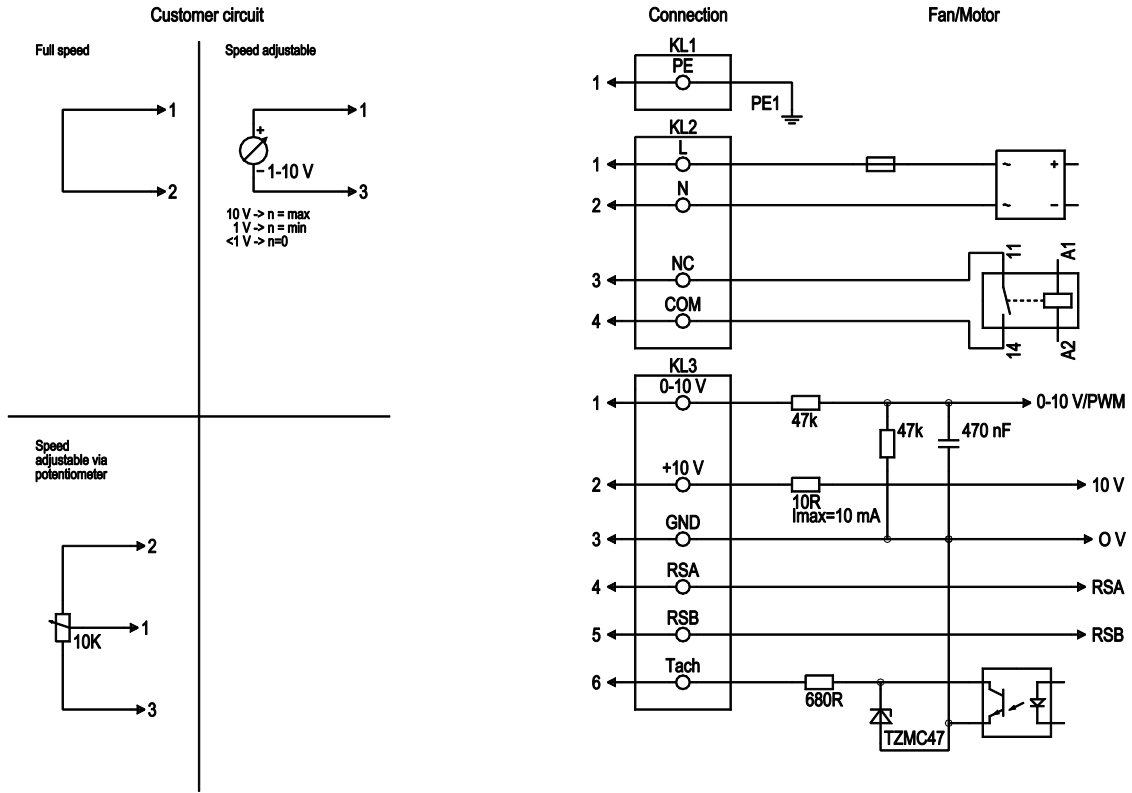 Customer circuit
Full speed
1
2
Speed adjustable
1
+
− 1-10 V
3
10 V -> n = max
1 V -> n = min
<1 V -> n=0
Speed
adjustable via
potentiometer
2
1
10K
3
Connection
Fan/Motor
KL1
PE
1
PE1
KL2
L
1
~ +
N
2
~ −
NC
3
11
A1
COM
4
14
A2
KL3
0-10 V
1
47k
47k
470 nF
0-10 V/PWM
+10 V
2
10R
Imax=10 mA
10 V
GND
3
O V
RSA
4
RSA
RSB
5
RSB
Tach
6
680R
TZMC47